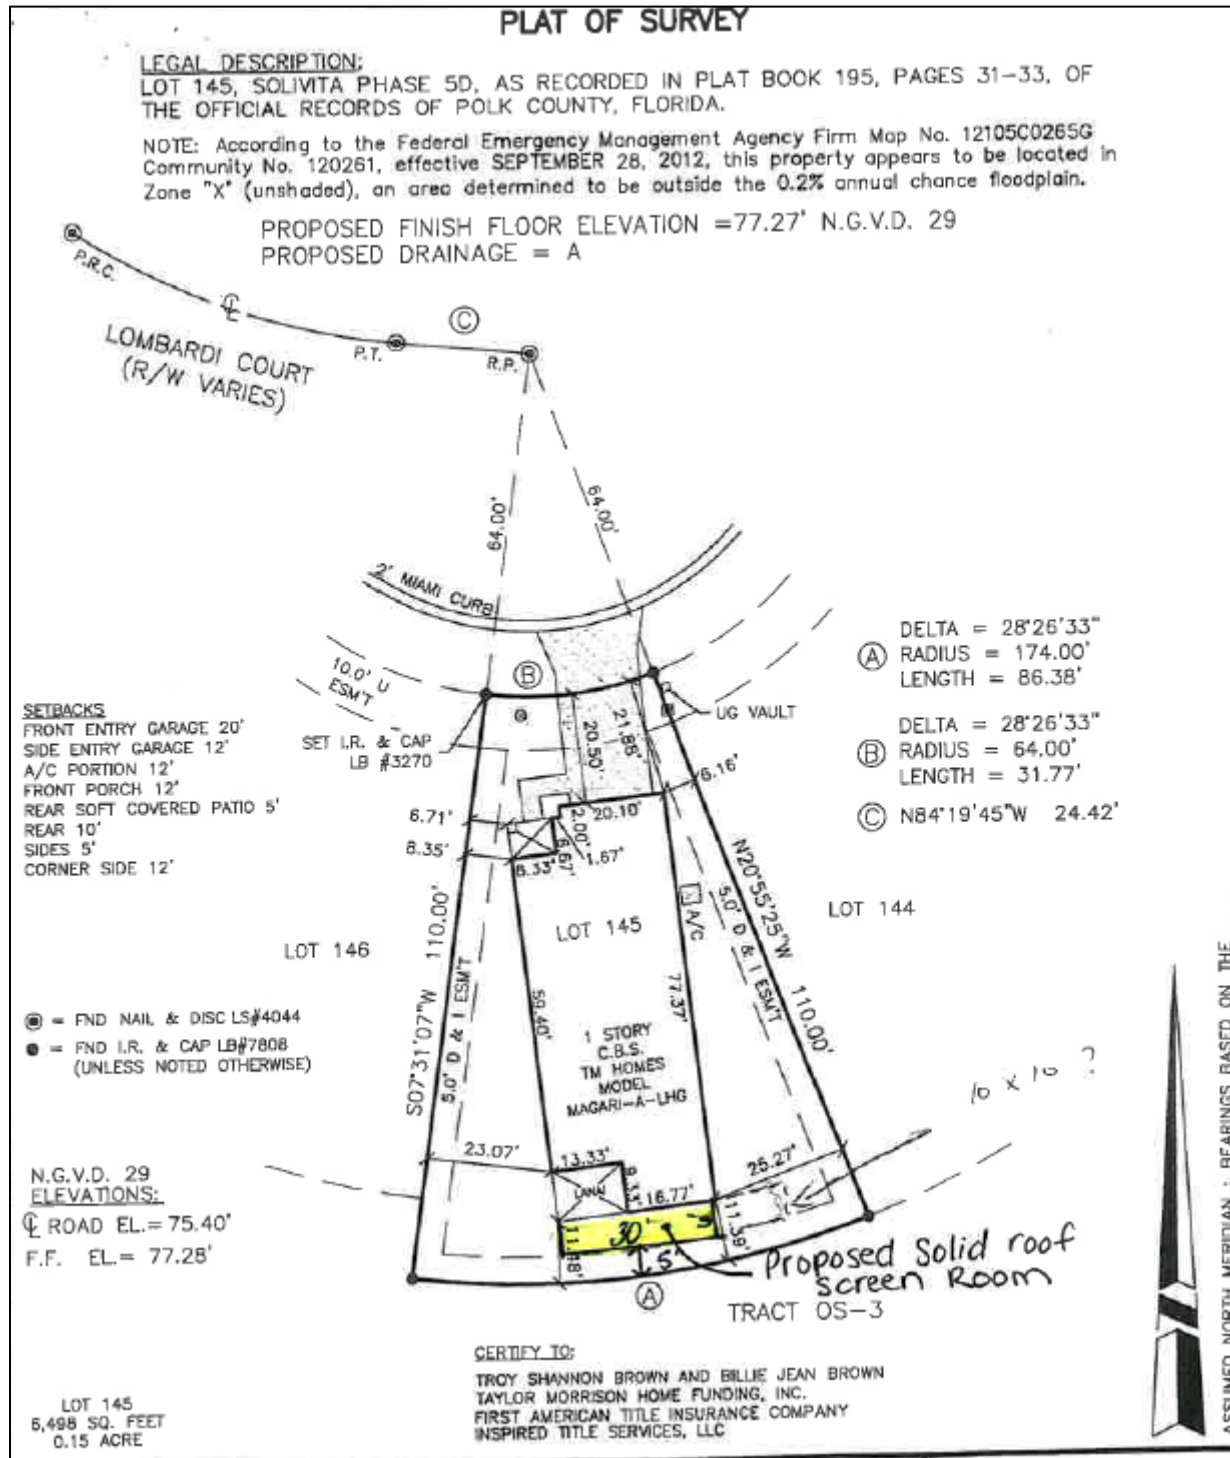 PLAT OF SURVEY
LEGAL DESCRIPTION:
LOT 145, SOLIVITA PHASE 5D, AS RECORDED IN PLAT BOOK 195, PAGES 31-33, OF
THE OFFICIAL RECORDS OF POLK COUNTY, FLORIDA.
NOTE: According to the Federal Emergency Management Agency Firm Map No. 12105C0265G
Community No. 120261, effective SEPTEMBER 28, 2012, this property appears to be located in
Zone "X" (unshaded), an area determined to be outside the 0.2% annual chance floodplain.
PROPOSED FINISH FLOOR ELEVATION =77.27' N.G.V.D. 29
PROPOSED DRAINAGE = A
P.R.C.
℄
C
LOMBARDI COURT
(R/W VARIES)
P.T.
R.P.
64.00'
64.00'
2' MIAMI CURB
10.0' U
ESM'T
B
DELTA = 28°26'33"
A RADIUS = 174.00'
LENGTH = 86.38'
DELTA = 28°26'33"
B RADIUS = 64.00'
LENGTH = 31.77'
C N84°19'45"W 24.42'
UG VAULT
SET I.R. & CAP
LB #3270
SETBACKS
FRONT ENTRY GARAGE 20'
SIDE ENTRY GARAGE 12'
A/C PORTION 12'
FRONT PORCH 12'
REAR SOFT COVERED PATIO 5'
REAR 10'
SIDES 5'
CORNER SIDE 12'
20.50'
21.88'
6.16'
6.71'
20.10'
2.00'
8.35'
8.33'
6.67'
1.67'
N20°55'25"W 110.00'
5.0' D & I ESM'T
A/C
LOT 144
LOT 145
LOT 146
S07°31'07"W 110.00'
5.0' D & I ESM'T
59.40'
77.37'
1 STORY
C.B.S.
TM HOMES
MODEL
MAGARI-A-LHG
= FND NAIL & DISC LS#4044
= FND I.R. & CAP LB#7808
(UNLESS NOTED OTHERWISE)
10 x 10 ?
23.07'
13.33'
LANAI
9.33'
16.77'
25.27'
11.39'
30'
5'
Proposed Solid roof
Screen Room
A
TRACT OS-3
N.G.V.D. 29
ELEVATIONS:
℄ ROAD EL.= 75.40'
F.F. EL.= 77.28'
CERTIFY TO:
TROY SHANNON BROWN AND BILLIE JEAN BROWN
TAYLOR MORRISON HOME FUNDING, INC.
FIRST AMERICAN TITLE INSURANCE COMPANY
INSPIRED TITLE SERVICES, LLC
LOT 145
6,498 SQ. FEET
0.15 ACRE
ASSUMED NORTH MERIDIAN : BEARINGS BASED ON THE